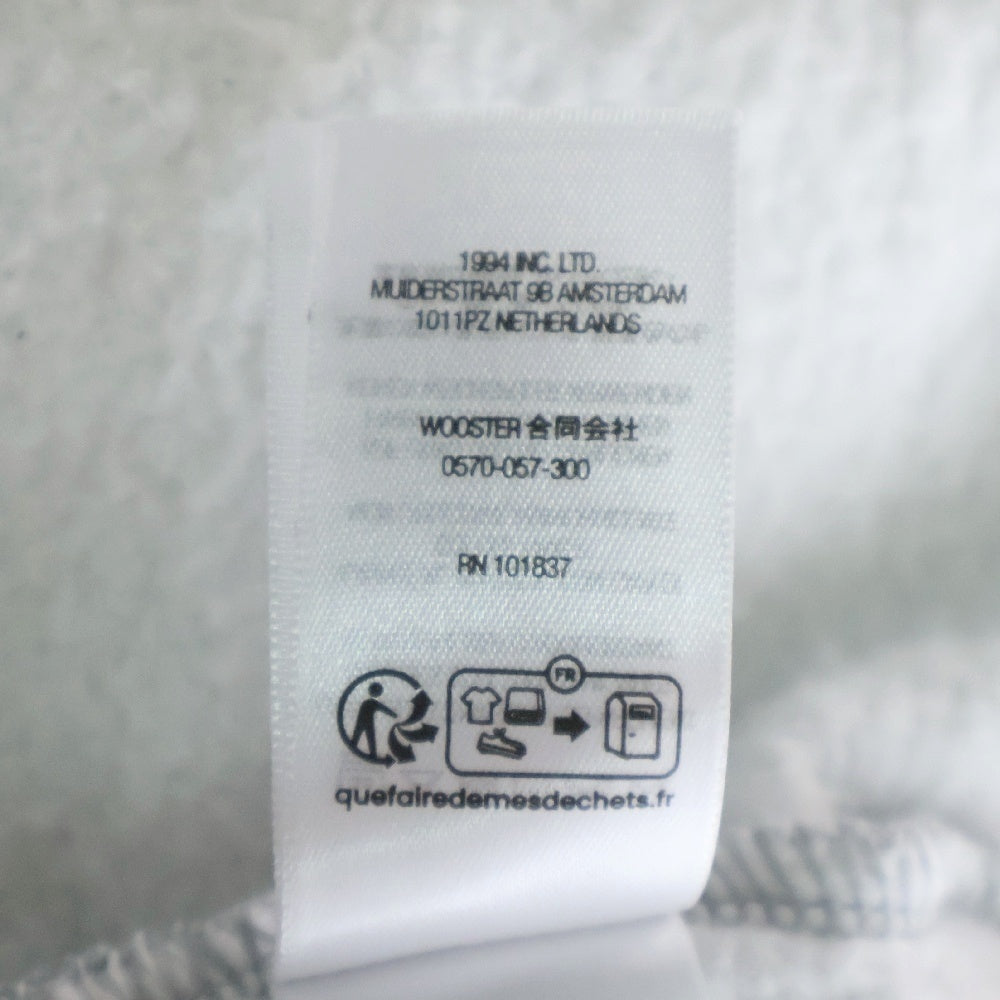 1994 INC. LTD.
MUIDERSTRAAT 9B AMSTERDAM
1011PZ NETHERLANDS
WOOSTER 合同会社
0570-057-300
RN 101837
FR
quefairedemesdechets.fr